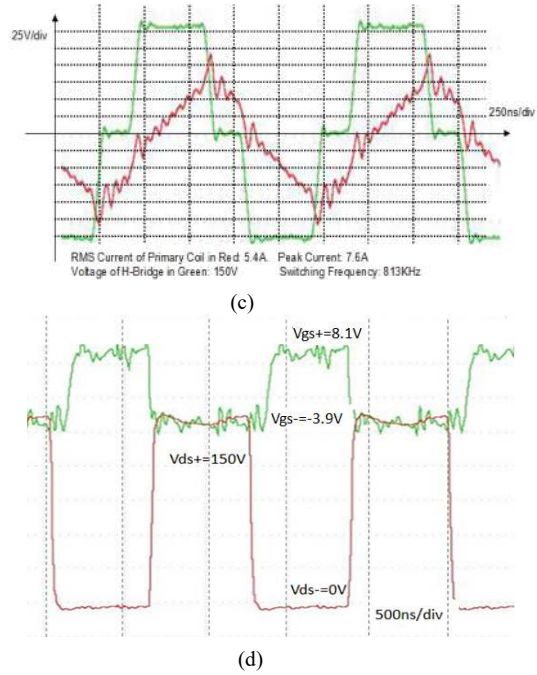 25V/div
250ns/div
RMS Current of Primary Coil in Red: 5.4A. Peak Current: 7.6A
Voltage of H-Bridge in Green: 150V Switching Frequency: 813KHz
(c)
Vgs+=8.1V
Vgs-=-3.9V
Vds+=150V
Vds-=0V
500ns/div
(d)